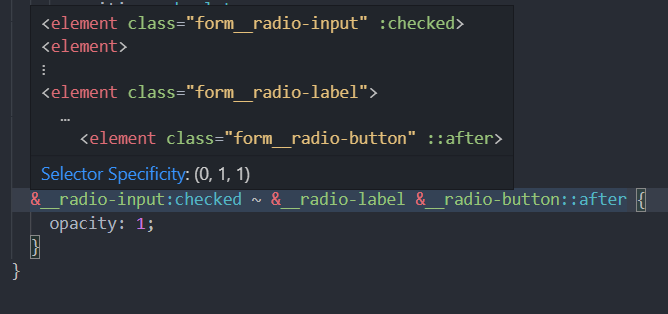 <element class="form__radio-input" :checked>
<element>
⋮
<element class="form__radio-label">
…
<element class="form__radio-button" ::after>
Selector Specificity: (0, 1, 1)
&__radio-input:checked ~ &__radio-label &__radio-button::after {
opacity: 1;
}
}